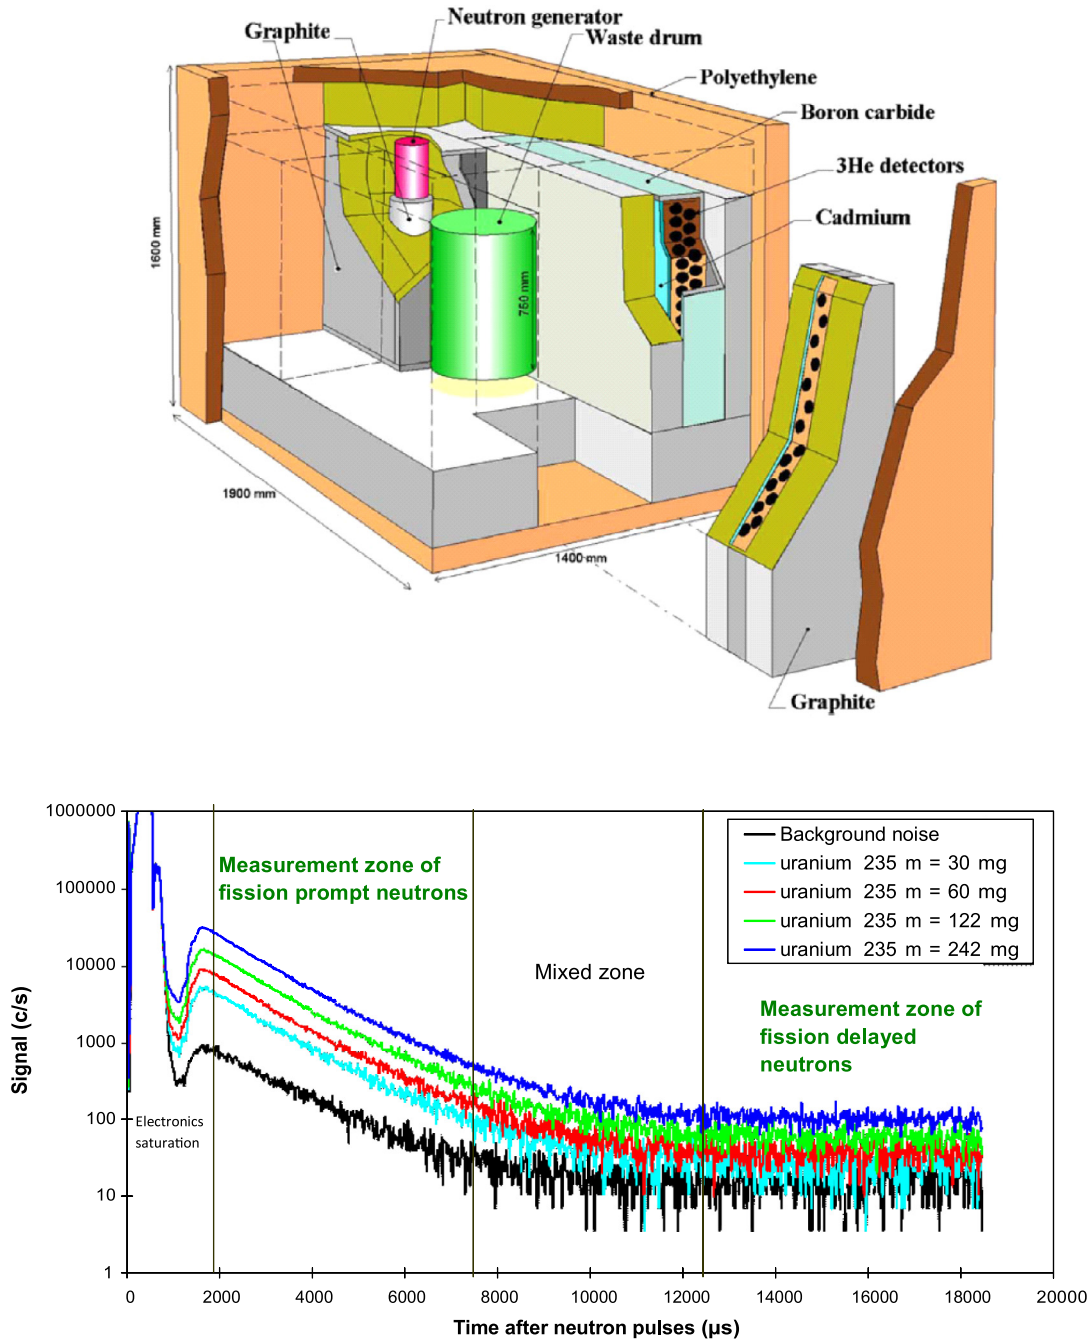 Neutron generator
Graphite
Waste drum
Polyethylene
Boron carbide
3He detectors
Cadmium
1600 mm
750 mm
1900 mm
1400 mm
Graphite
Signal (c/s)
1000000
100000
10000
1000
100
10
1
Measurement zone of
fission prompt neutrons
Mixed zone
Measurement zone of
fission delayed
neutrons
Electronics
saturation
Background noise
uranium 235 m = 30 mg
uranium 235 m = 60 mg
uranium 235 m = 122 mg
uranium 235 m = 242 mg
0 2000 4000 6000 8000 10000 12000 14000 16000 18000 20000
Time after neutron pulses (µs)